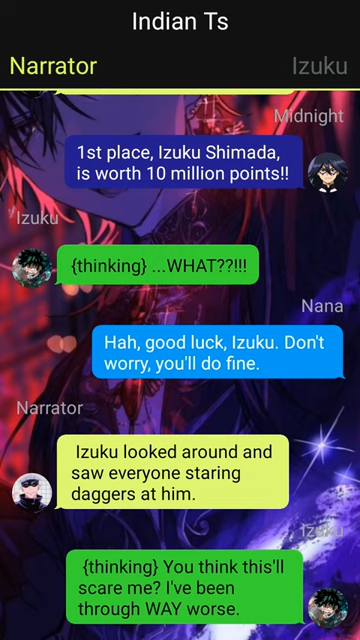 Indian Ts
Narrator
Izuku
Midnight
1st place, Izuku Shimada,
is worth 10 million points!!
Izuku
{thinking} ...WHAT??!!!
Nana
Hah, good luck, Izuku. Don't
worry, you'll do fine.
Narrator
Izuku looked around and
saw everyone staring
daggers at him.
Izuku
{thinking} You think this'll
scare me? I've been
through WAY worse.